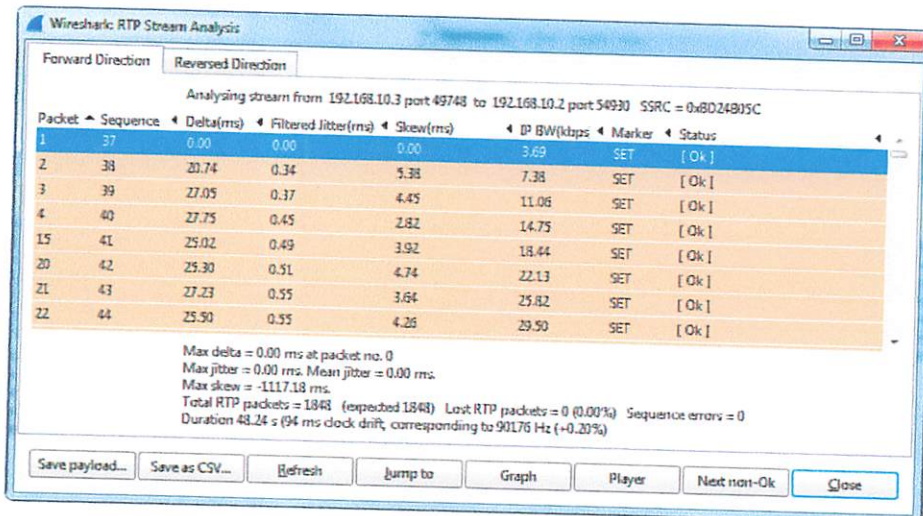 Wireshark: RTP Stream Analysis
Forward Direction Reversed Direction
Analysing stream from 192.168.10.3 port 49748 to 192.168.10.2 port 54930 SSRC = 0xBD24B05C
Packet Sequence Delta(ms) Filtered Jitter(ms) Skew(ms) IP BW(kbps Marker Status
1 37 0.00 0.00 0.00 3.69 SET [ Ok ]
2 38 20.74 0.34 5.38 7.38 SET [ Ok ]
3 39 27.05 0.37 4.45 11.06 SET [ Ok ]
4 40 27.75 0.45 2.82 14.75 SET [ Ok ]
15 41 25.02 0.49 3.92 18.44 SET [ Ok ]
20 42 25.30 0.51 4.74 22.13 SET [ Ok ]
21 43 27.23 0.55 3.64 25.82 SET [ Ok ]
22 44 25.50 0.55 4.26 29.50 SET [ Ok ]
Max delta = 0.00 ms at packet no. 0
Max jitter = 0.00 ms. Mean jitter = 0.00 ms.
Max skew = -1117.18 ms.
Total RTP packets = 1848 (expected 1848) Lost RTP packets = 0 (0.00%) Sequence errors = 0
Duration 48.24 s (94 ms clock drift, corresponding to 90176 Hz (+0.20%)
Save payload... Save as CSV... Refresh Jump to Graph Player Next non-Ok Close